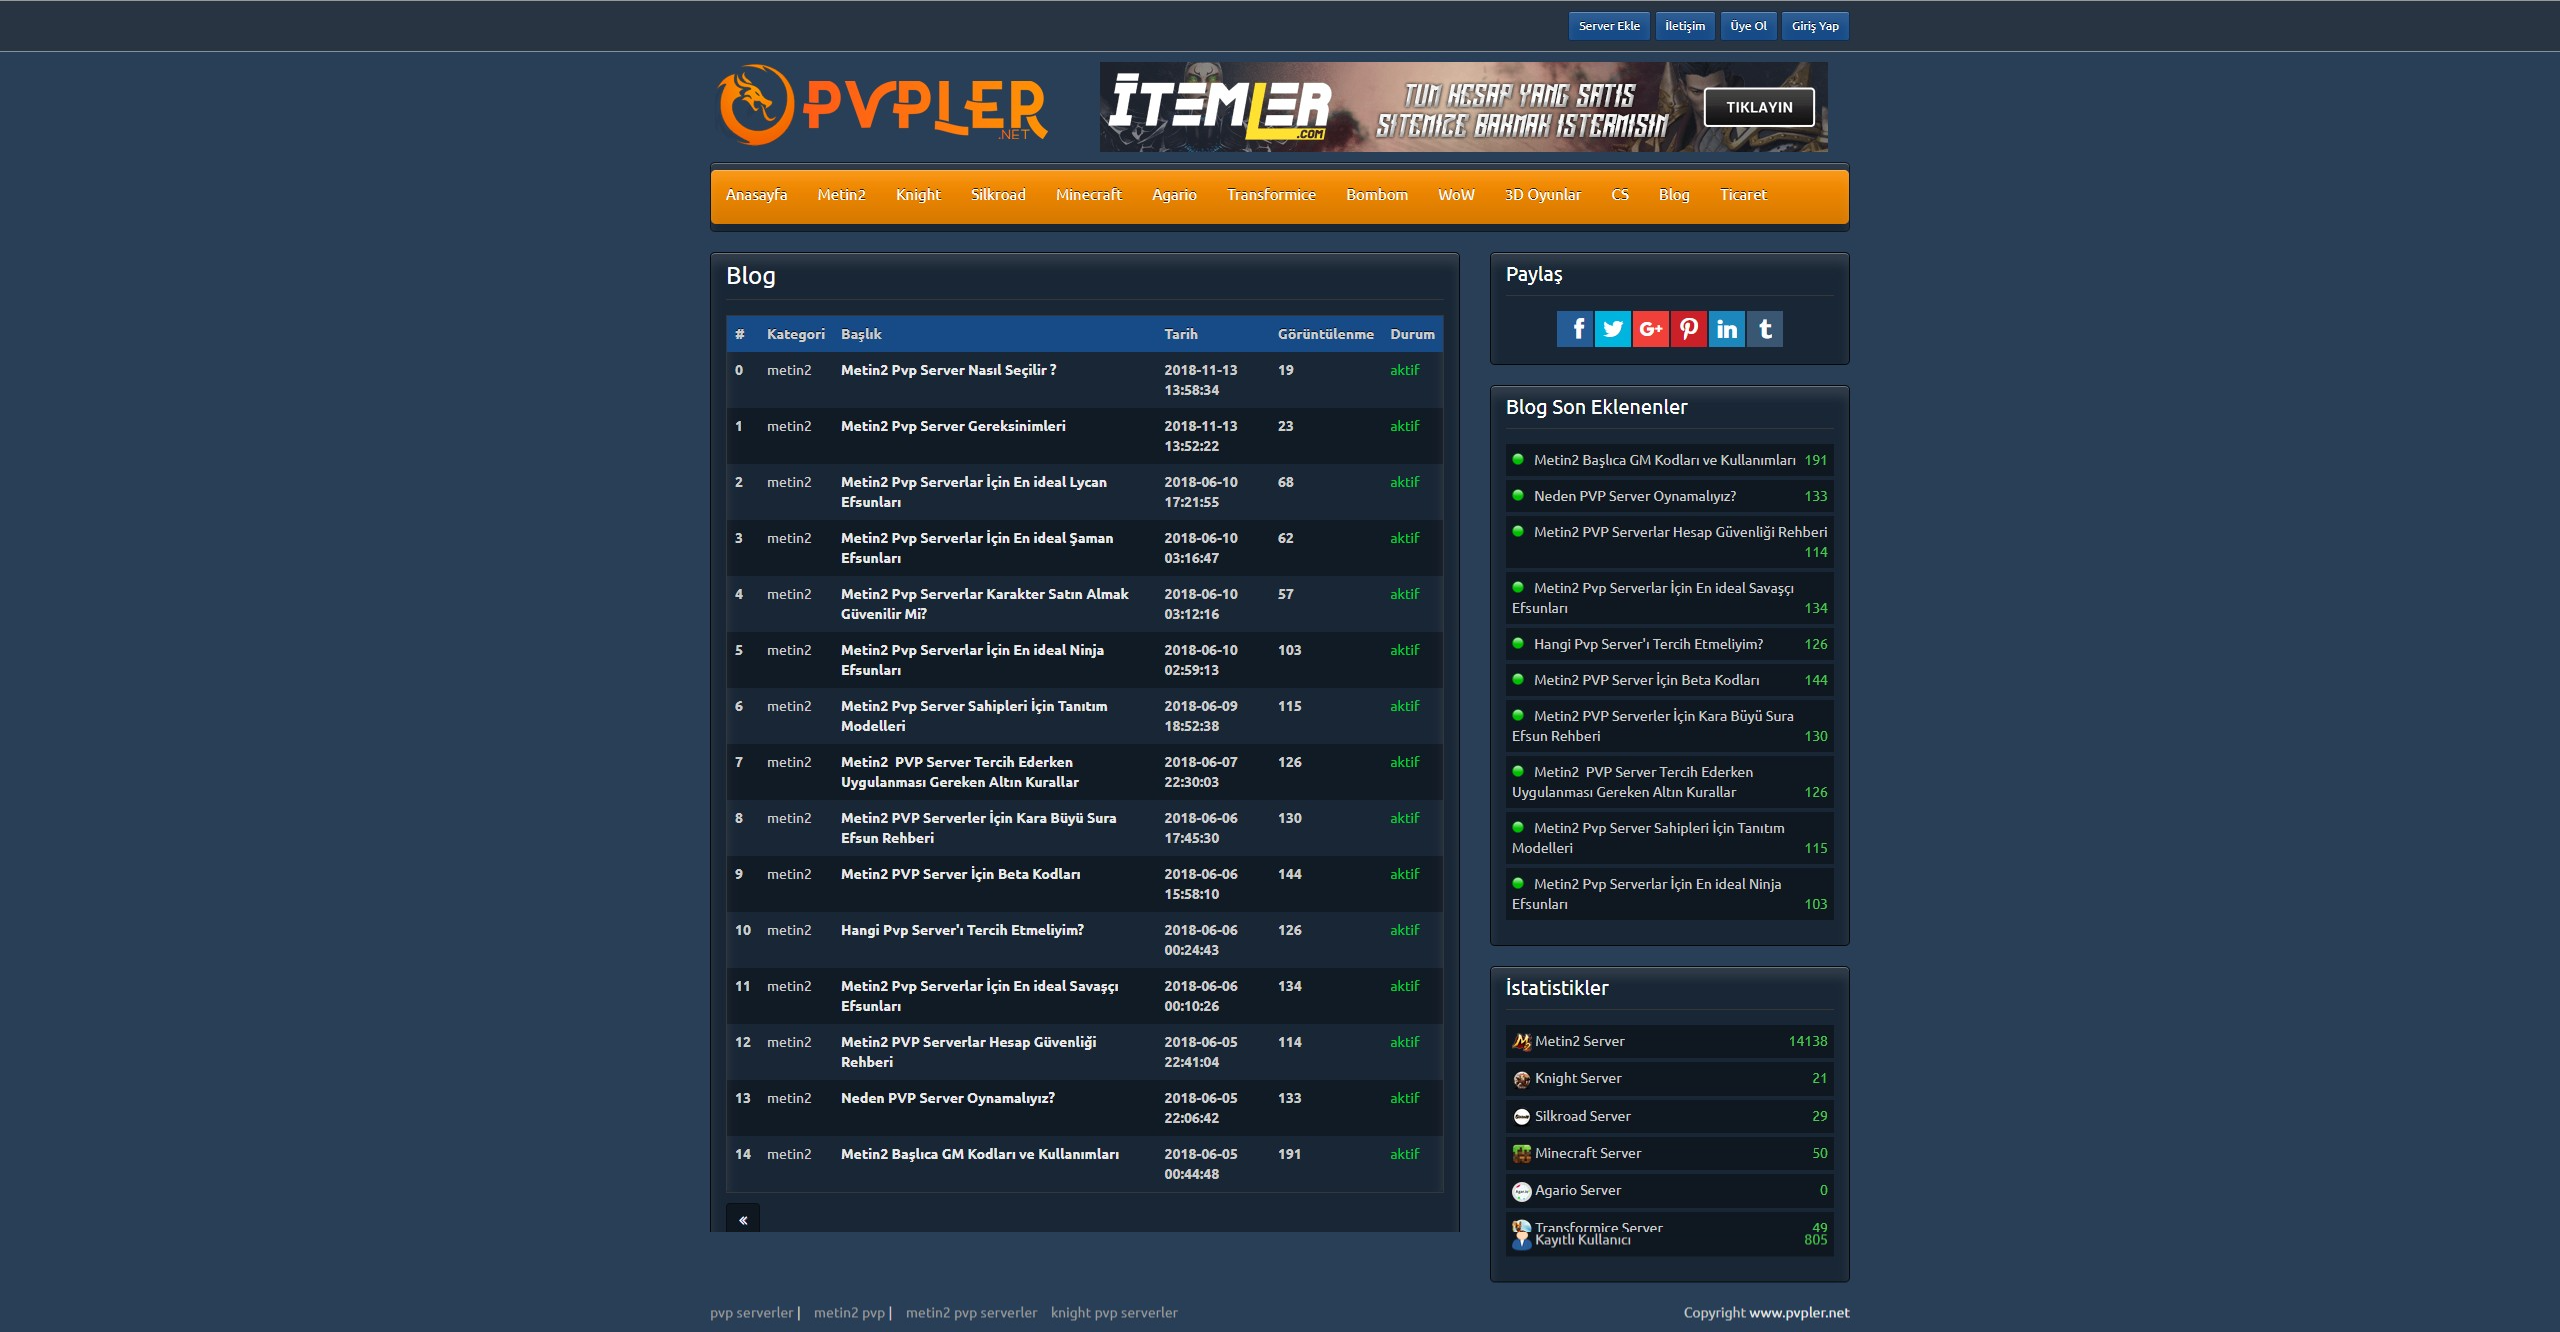 Server Ekle İletişim Üye Ol Giriş Yap
PVPLER
.NET
İTEMLER
.COM
TÜM HESAP YANG SATIS
SITEMIZE BAKMAK ISTERMISIN
TIKLAYIN
Anasayfa Metin2 Knight Silkroad Minecraft Agario Transformice Bombom WoW 3D Oyunlar CS Blog Ticaret
Blog
# Kategori Başlık Tarih Görüntülenme Durum
0 metin2 Metin2 Pvp Server Nasıl Seçilir ? 2018-11-13 19 aktif
13:58:34
1 metin2 Metin2 Pvp Server Gereksinimleri 2018-11-13 23 aktif
13:52:22
2 metin2 Metin2 Pvp Serverlar İçin En ideal Lycan 2018-06-10 68 aktif
Efsunları 17:21:55
3 metin2 Metin2 Pvp Serverlar İçin En ideal Şaman 2018-06-10 62 aktif
Efsunları 03:16:47
4 metin2 Metin2 Pvp Serverlar Karakter Satın Almak 2018-06-10 57 aktif
Güvenilir Mi? 03:12:16
5 metin2 Metin2 Pvp Serverlar İçin En ideal Ninja 2018-06-10 103 aktif
Efsunları 02:59:13
6 metin2 Metin2 Pvp Server Sahipleri İçin Tanıtım 2018-06-09 115 aktif
Modelleri 18:52:38
7 metin2 Metin2 PVP Server Tercih Ederken 2018-06-07 126 aktif
Uygulanması Gereken Altın Kurallar 22:30:03
8 metin2 Metin2 PVP Serverler İçin Kara Büyü Sura 2018-06-06 130 aktif
Efsun Rehberi 17:45:30
9 metin2 Metin2 PVP Server İçin Beta Kodları 2018-06-06 144 aktif
15:58:10
10 metin2 Hangi Pvp Server'ı Tercih Etmeliyim? 2018-06-06 126 aktif
00:24:43
11 metin2 Metin2 Pvp Serverlar İçin En ideal Savaşçı 2018-06-06 134 aktif
Efsunları 00:10:26
12 metin2 Metin2 PVP Serverlar Hesap Güvenliği 2018-06-05 114 aktif
Rehberi 22:41:04
13 metin2 Neden PVP Server Oynamalıyız? 2018-06-05 133 aktif
22:06:42
14 metin2 Metin2 Başlıca GM Kodları ve Kullanımları 2018-06-05 191 aktif
00:44:48
«
Paylaş
Blog Son Eklenenler
Metin2 Başlıca GM Kodları ve Kullanımları 191
Neden PVP Server Oynamalıyız? 133
Metin2 PVP Serverlar Hesap Güvenliği Rehberi
114
Metin2 Pvp Serverlar İçin En ideal Savaşçı
Efsunları 134
Hangi Pvp Server'ı Tercih Etmeliyim? 126
Metin2 PVP Server İçin Beta Kodları 144
Metin2 PVP Serverler İçin Kara Büyü Sura
Efsun Rehberi 130
Metin2 PVP Server Tercih Ederken
Uygulanması Gereken Altın Kurallar 126
Metin2 Pvp Server Sahipleri İçin Tanıtım
Modelleri 115
Metin2 Pvp Serverlar İçin En ideal Ninja
Efsunları 103
İstatistikler
Metin2 Server 14138
Knight Server 21
Silkroad Server 29
Minecraft Server 50
Agario Server 0
Transformice Server 49
Kayıtlı Kullanıcı 805
pvp serverler | metin2 pvp | metin2 pvp serverler knight pvp serverler
Copyright www.pvpler.net